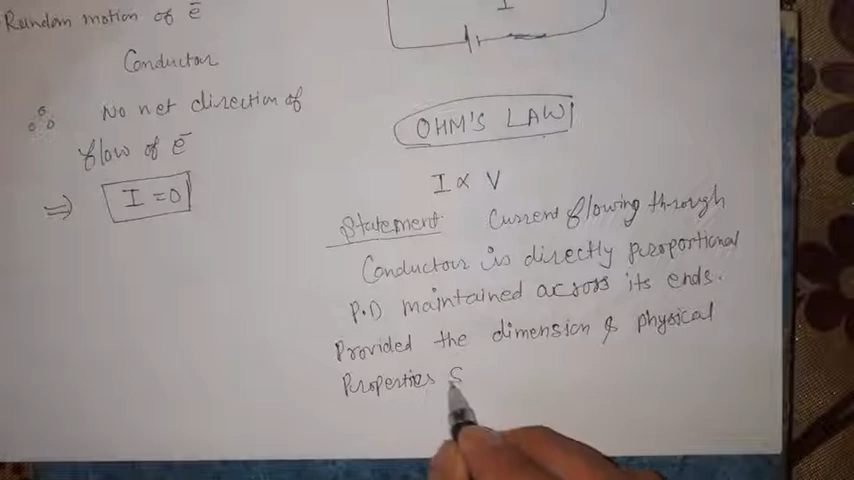 Random motion of ē
Conductor
∴ No net direction of
flow of ē
⇒ I = 0
I
OHM'S LAW
I ∝ V
Statement Current flowing through
Conductor is directly proportional
P.D maintained across its ends.
Provided the dimension & physical
Properties S